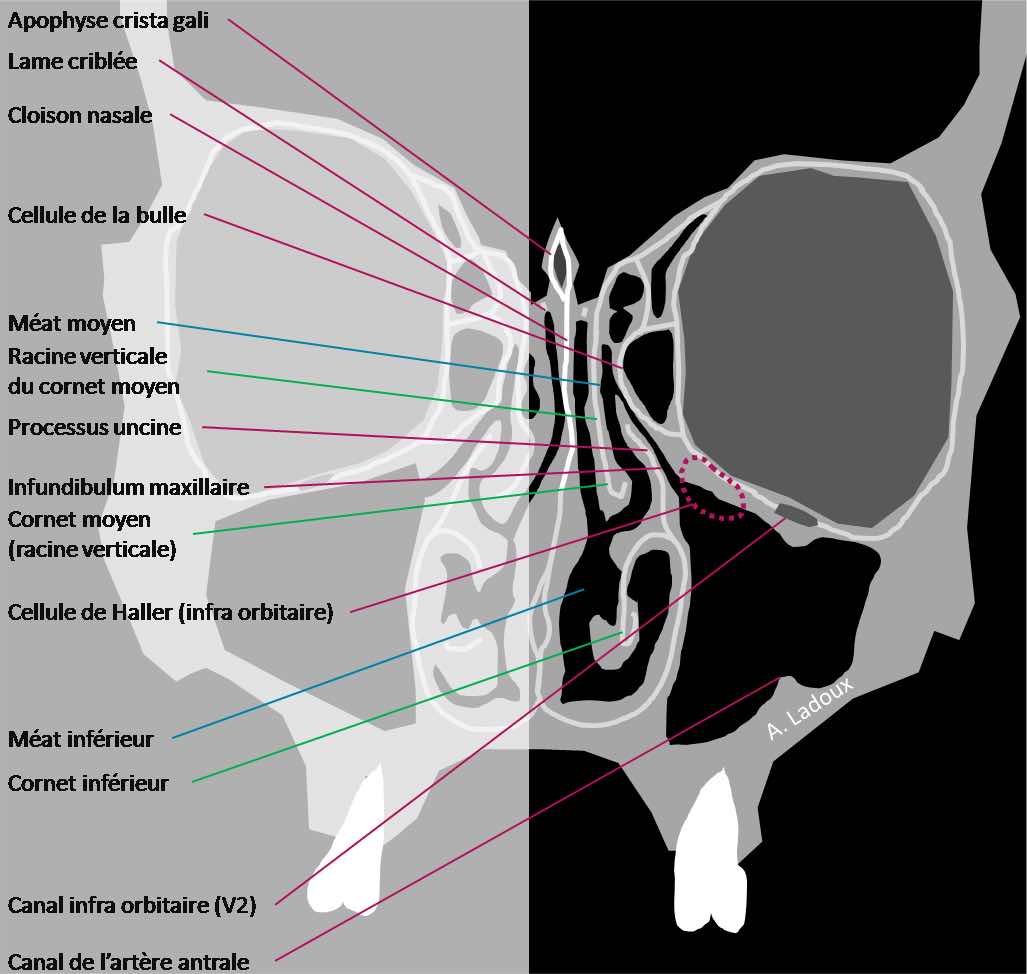 Apophyse crista gali
Lame criblée
Cloison nasale
Cellule de la bulle
Méat moyen
Racine verticale
du cornet moyen
Processus uncine
Infundibulum maxillaire
Cornet moyen
(racine verticale)
Cellule de Haller (infra orbitaire)
A. Ladoux
Méat inférieur
Cornet inférieur
Canal infra orbitaire (V2)
Canal de l’artère antrale